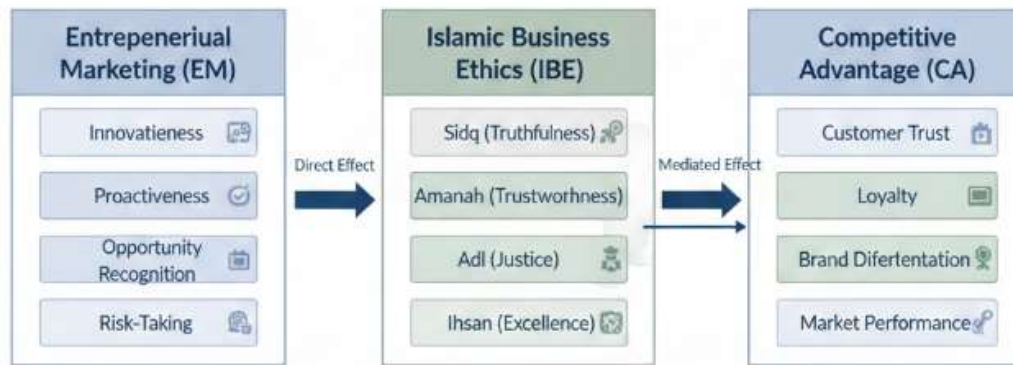 Entrepeneriual
Marketing (EM)
Innovatieness
Proactiveness
Opportunity
Recognition
Risk-Taking
Direct Effect
Islamic Business
Ethics (IBE)
Sidq (Truthfulness)
Amanah (Trustworhness)
Adl (Justice)
Ihsan (Excellence)
Mediated Effect
Competitive
Advantage (CA)
Customer Trust
Loyalty
Brand Difertentation
Market Performance